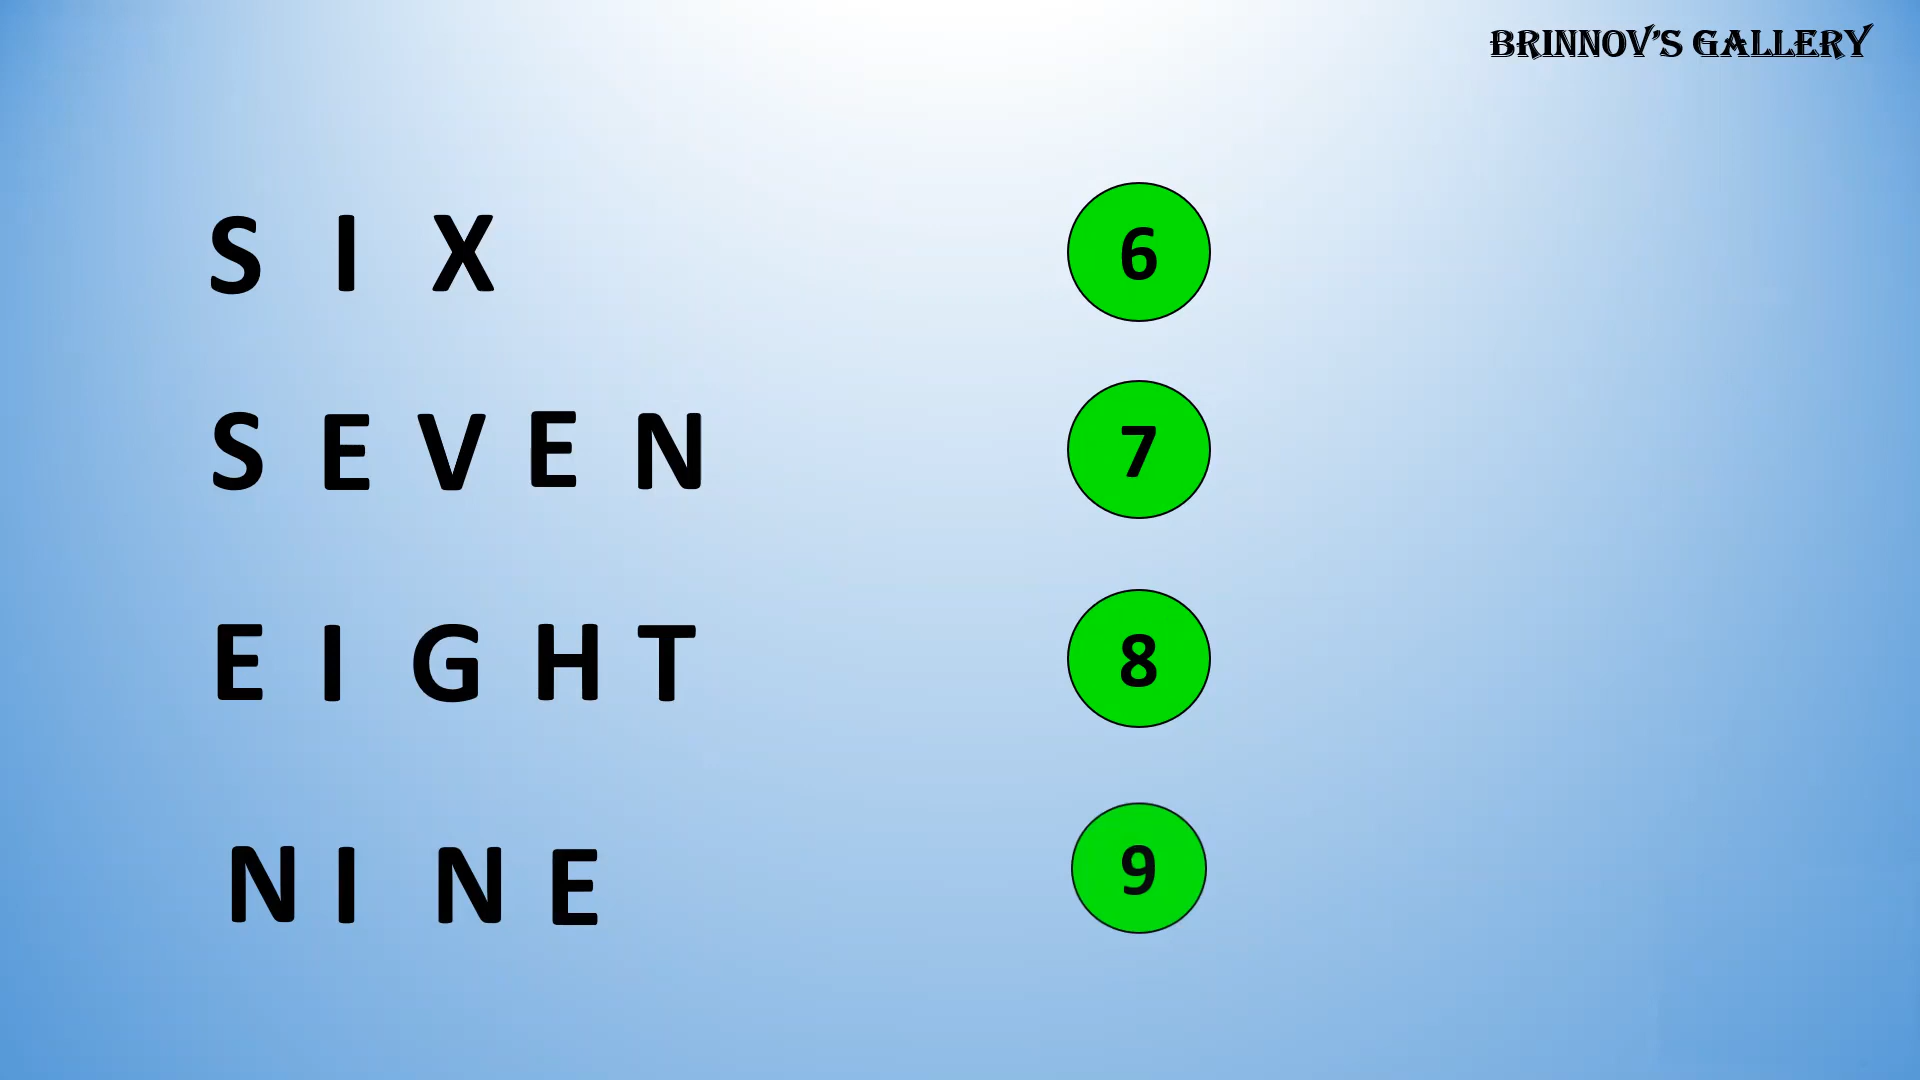 BRINNOV'S GALLERY
S I X 6
S E V E N 7
E I G H T 8
N I N E 9